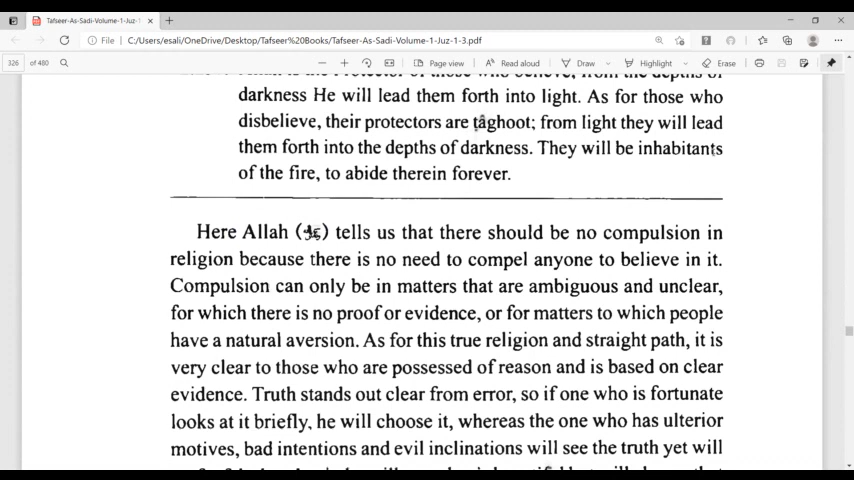 Tafseer-As-Sadi-Volume-1-Juz-1
File
C:/Users/esali/OneDrive/Desktop/Tafseer%20Books/Tafseer-As-Sadi-Volume-1-Juz-1-3.pdf
326 of 480
Page view
Read aloud
Draw
Highlight
Erase
darkness He will lead them forth into light. As for those who
disbelieve, their protectors are ṭâghoot; from light they will lead
them forth into the depths of darkness. They will be inhabitants
of the fire, to abide therein forever.
Here Allah (ﷻ) tells us that there should be no compulsion in
religion because there is no need to compel anyone to believe in it.
Compulsion can only be in matters that are ambiguous and unclear,
for which there is no proof or evidence, or for matters to which people
have a natural aversion. As for this true religion and straight path, it is
very clear to those who are possessed of reason and is based on clear
evidence. Truth stands out clear from error, so if one who is fortunate
looks at it briefly, he will choose it, whereas the one who has ulterior
motives, bad intentions and evil inclinations will see the truth yet will